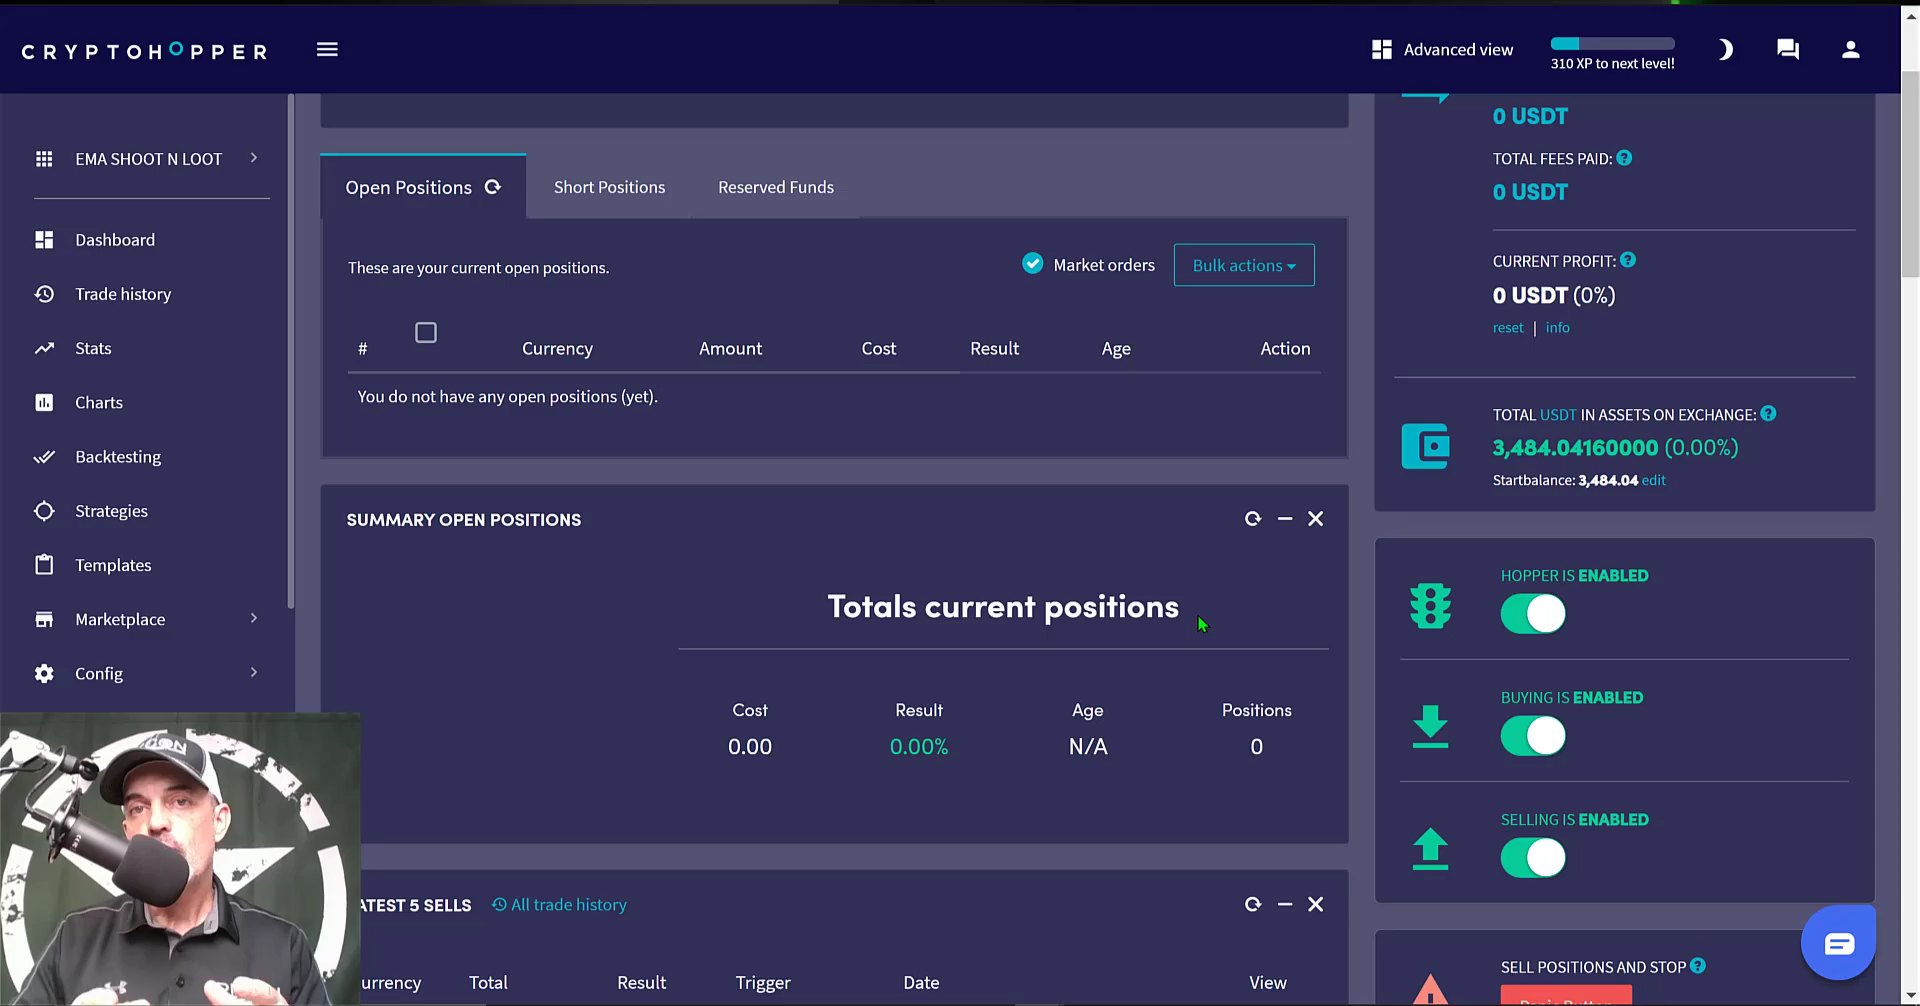 CRYPTOHOPPER
Advanced view
310 XP to next level!
EMA SHOOT N LOOT
Dashboard
Trade history
Stats
Charts
Backtesting
Strategies
Templates
Marketplace
Config
Open Positions
Short Positions
Reserved Funds
These are your current open positions.
Market orders
Bulk actions
# Currency Amount Cost Result Age Action
You do not have any open positions (yet).
SUMMARY OPEN POSITIONS
Totals current positions
Cost Result Age Positions
0.00 0.00% N/A 0
ATEST 5 SELLS All trade history
urrency Total Result Trigger Date View
0 USDT
TOTAL FEES PAID:
0 USDT
CURRENT PROFIT:
0 USDT (0%)
reset | info
TOTAL USDT IN ASSETS ON EXCHANGE:
3,484.04160000 (0.00%)
Startbalance: 3,484.04 edit
HOPPER IS ENABLED
BUYING IS ENABLED
SELLING IS ENABLED
SELL POSITIONS AND STOP